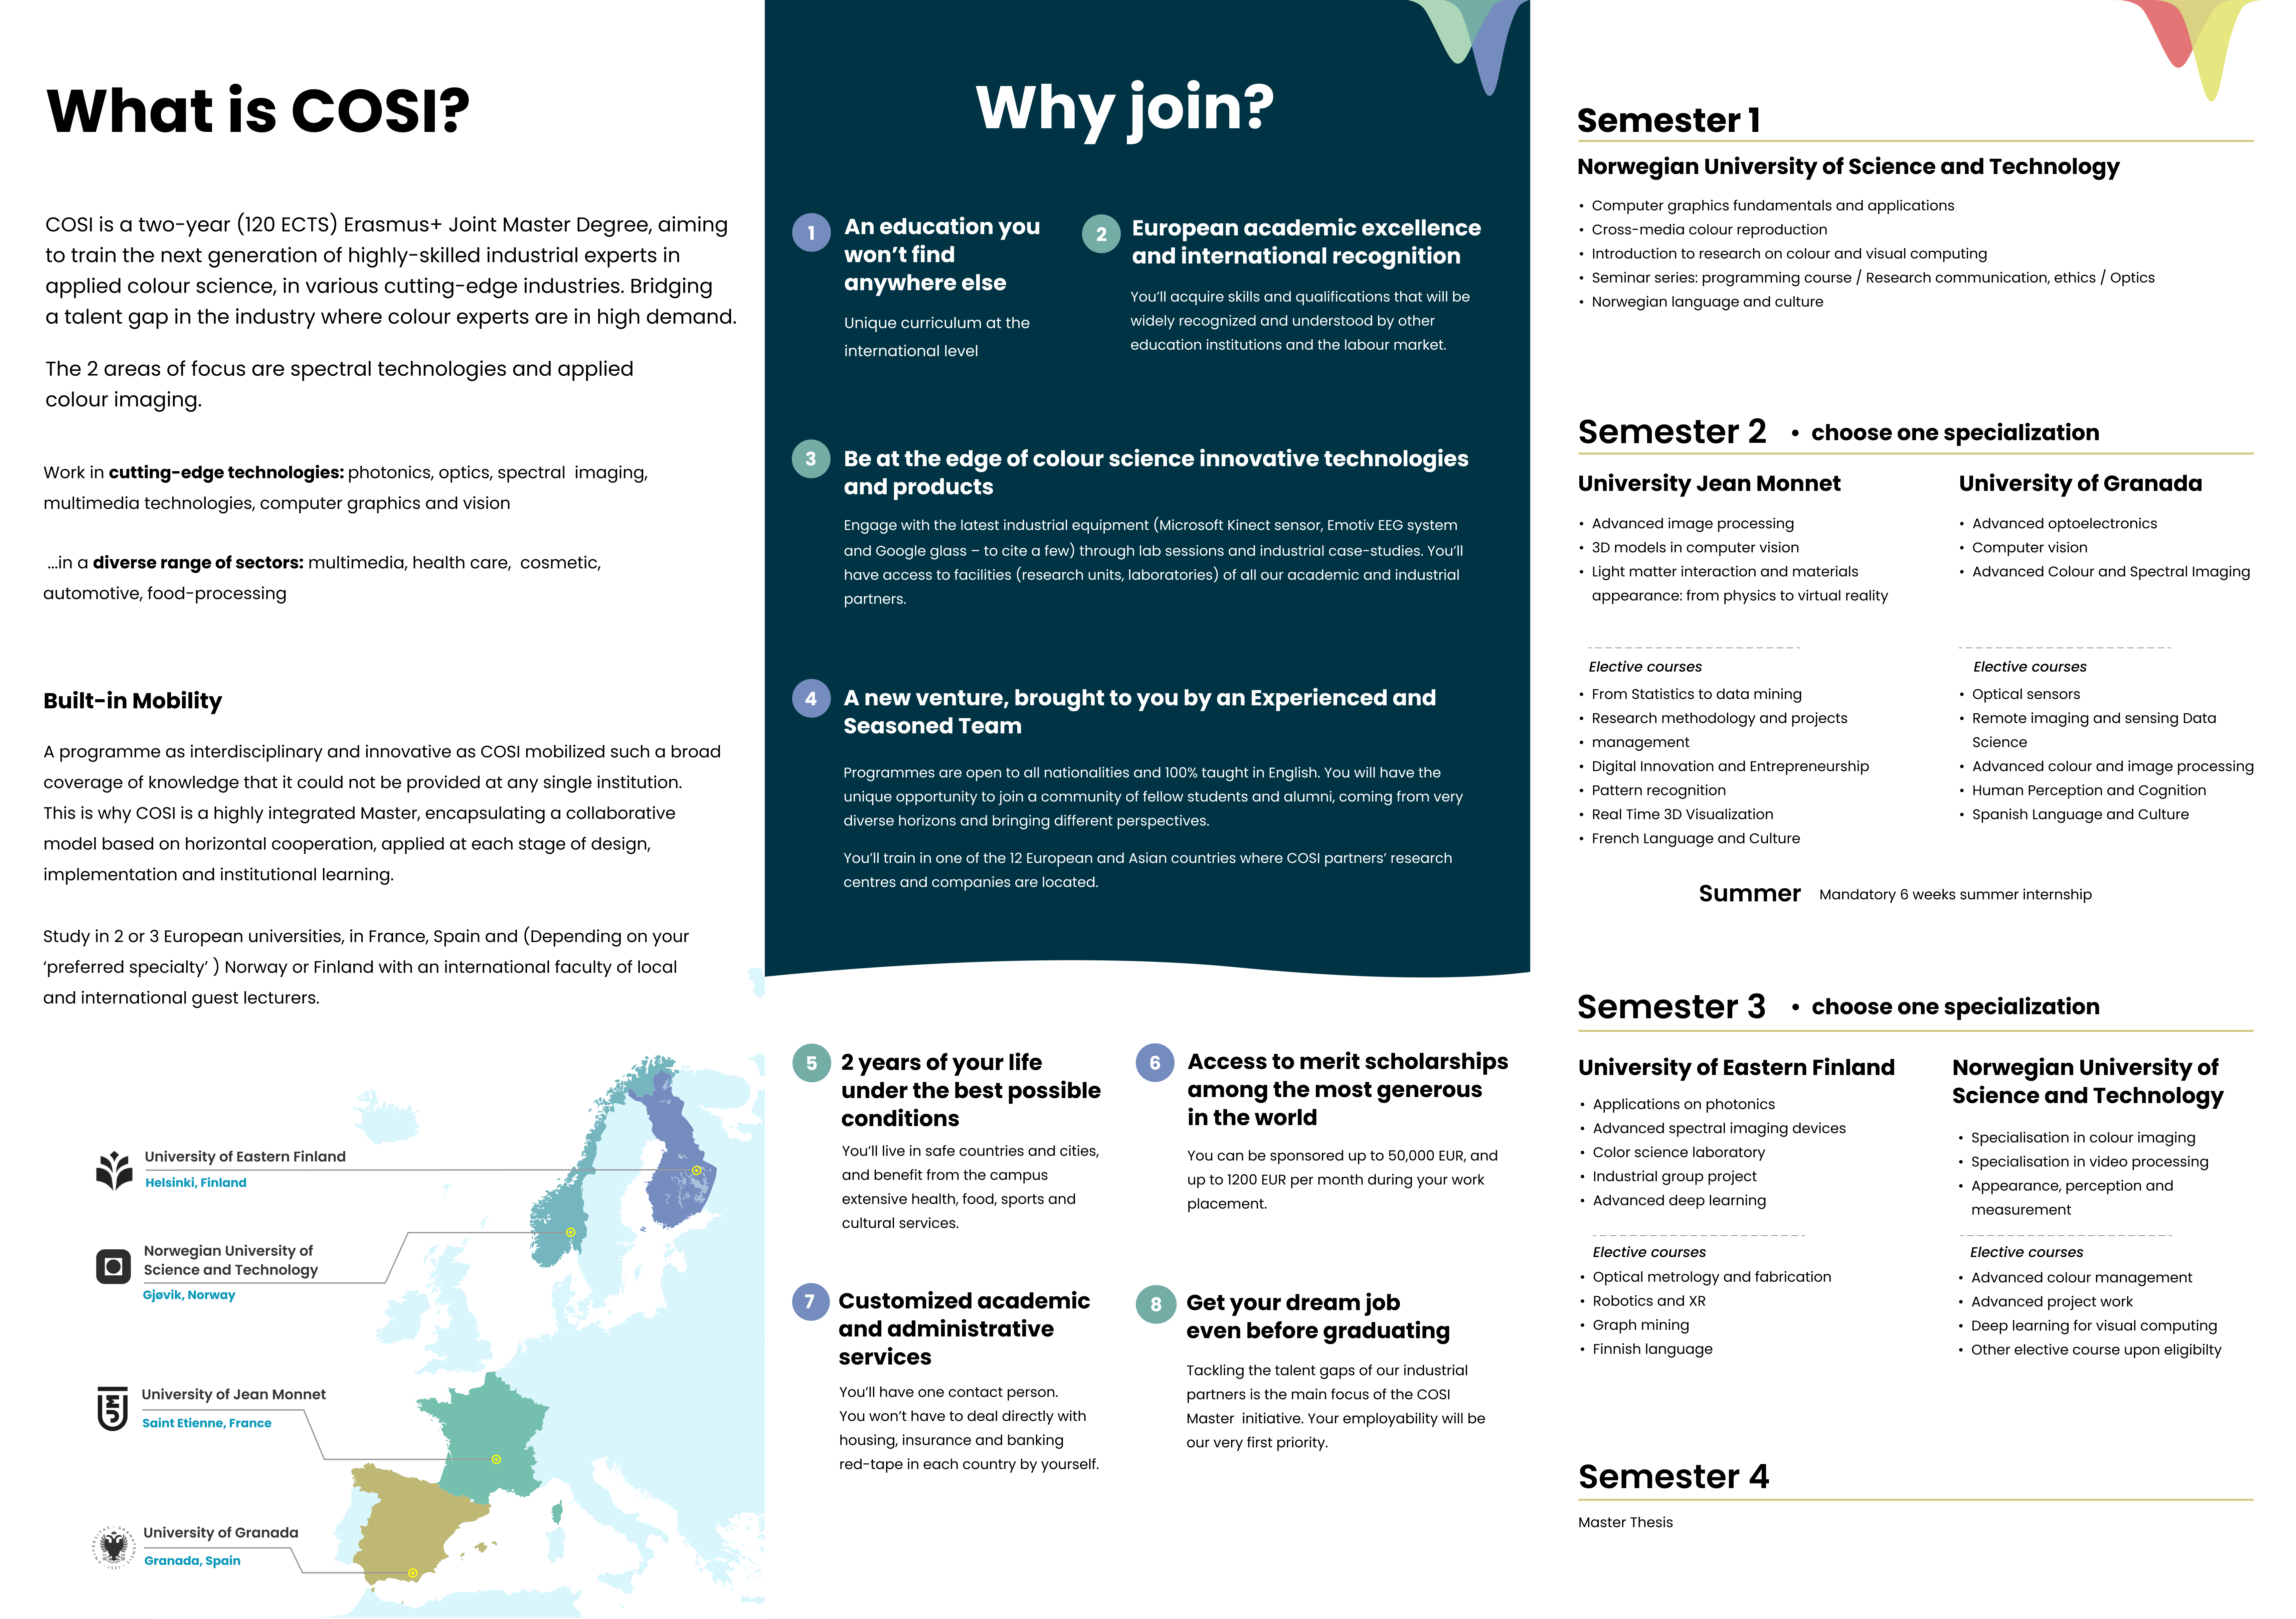 What is COSI?
COSI is a two-year (120 ECTS) Erasmus+ Joint Master Degree, aiming
to train the next generation of highly-skilled industrial experts in
applied colour science, in various cutting-edge industries. Bridging
a talent gap in the industry where colour experts are in high demand.
The 2 areas of focus are spectral technologies and applied
colour imaging.
Work in cutting-edge technologies: photonics, optics, spectral imaging,
multimedia technologies, computer graphics and vision
...in a diverse range of sectors: multimedia, health care, cosmetic,
automotive, food-processing
Built-in Mobility
A programme as interdisciplinary and innovative as COSI mobilized such a broad
coverage of knowledge that it could not be provided at any single institution.
This is why COSI is a highly integrated Master, encapsulating a collaborative
model based on horizontal cooperation, applied at each stage of design,
implementation and institutional learning.
Study in 2 or 3 European universities, in France, Spain and (Depending on your
‘preferred specialty’ ) Norway or Finland with an international faculty of local
and international guest lecturers.
University of Eastern Finland
Helsinki, Finland
Norwegian University of
Science and Technology
Gjøvik, Norway
University of Jean Monnet
Saint Etienne, France
University of Granada
Granada, Spain
Why join?
1
An education you
won’t find
anywhere else
Unique curriculum at the
international level
2
European academic excellence
and international recognition
You’ll acquire skills and qualifications that will be
widely recognized and understood by other
education institutions and the labour market.
3
Be at the edge of colour science innovative technologies
and products
Engage with the latest industrial equipment (Microsoft Kinect sensor, Emotiv EEG system
and Google glass – to cite a few) through lab sessions and industrial case-studies. You’ll
have access to facilities (research units, laboratories) of all our academic and industrial
partners.
4
A new venture, brought to you by an Experienced and
Seasoned Team
Programmes are open to all nationalities and 100% taught in English. You will have the
unique opportunity to join a community of fellow students and alumni, coming from very
diverse horizons and bringing different perspectives.
You’ll train in one of the 12 European and Asian countries where COSI partners’ research
centres and companies are located.
5
2 years of your life
under the best possible
conditions
You’ll live in safe countries and cities,
and benefit from the campus
extensive health, food, sports and
cultural services.
6
Access to merit scholarships
among the most generous
in the world
You can be sponsored up to 50,000 EUR, and
up to 1200 EUR per month during your work
placement.
7
Customized academic
and administrative
services
You’ll have one contact person.
You won’t have to deal directly with
housing, insurance and banking
red-tape in each country by yourself.
8
Get your dream job
even before graduating
Tackling the talent gaps of our industrial
partners is the main focus of the COSI
Master initiative. Your employability will be
our very first priority.
Semester 1
Norwegian University of Science and Technology
• Computer graphics fundamentals and applications
• Cross-media colour reproduction
• Introduction to research on colour and visual computing
• Seminar series: programming course / Research communication, ethics / Optics
• Norwegian language and culture
Semester 2 • choose one specialization
University Jean Monnet
• Advanced image processing
• 3D models in computer vision
• Light matter interaction and materials
appearance: from physics to virtual reality
Elective courses
• From Statistics to data mining
• Research methodology and projects
• management
• Digital Innovation and Entrepreneurship
• Pattern recognition
• Real Time 3D Visualization
• French Language and Culture
University of Granada
• Advanced optoelectronics
• Computer vision
• Advanced Colour and Spectral Imaging
Elective courses
• Optical sensors
• Remote imaging and sensing Data
Science
• Advanced colour and image processing
• Human Perception and Cognition
• Spanish Language and Culture
Summer Mandatory 6 weeks summer internship
Semester 3 • choose one specialization
University of Eastern Finland
• Applications on photonics
• Advanced spectral imaging devices
• Color science laboratory
• Industrial group project
• Advanced deep learning
Elective courses
• Optical metrology and fabrication
• Robotics and XR
• Graph mining
• Finnish language
Norwegian University of
Science and Technology
• Specialisation in colour imaging
• Specialisation in video processing
• Appearance, perception and
measurement
Elective courses
• Advanced colour management
• Advanced project work
• Deep learning for visual computing
• Other elective course upon eligibilty
Semester 4
Master Thesis